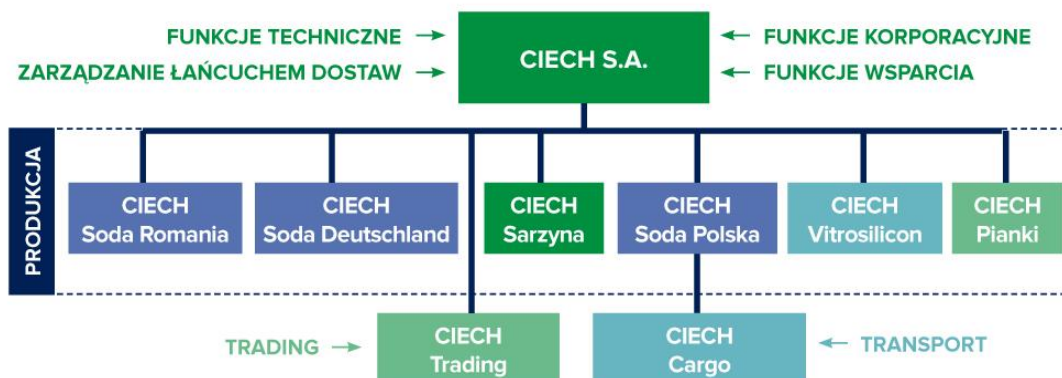 FUNKCJE TECHNICZNE
ZARZĄDZANIE ŁAŃCUCHEM DOSTAW
CIECH S.A.
FUNKCJE KORPORACYJNE
FUNKCJE WSPARCIA
PRODUKCJA
CIECH
Soda Romania
CIECH
Soda Deutschland
CIECH
Sarzyna
CIECH
Soda Polska
CIECH
Vitrosilicon
CIECH
Pianki
TRADING
CIECH
Trading
CIECH
Cargo
TRANSPORT